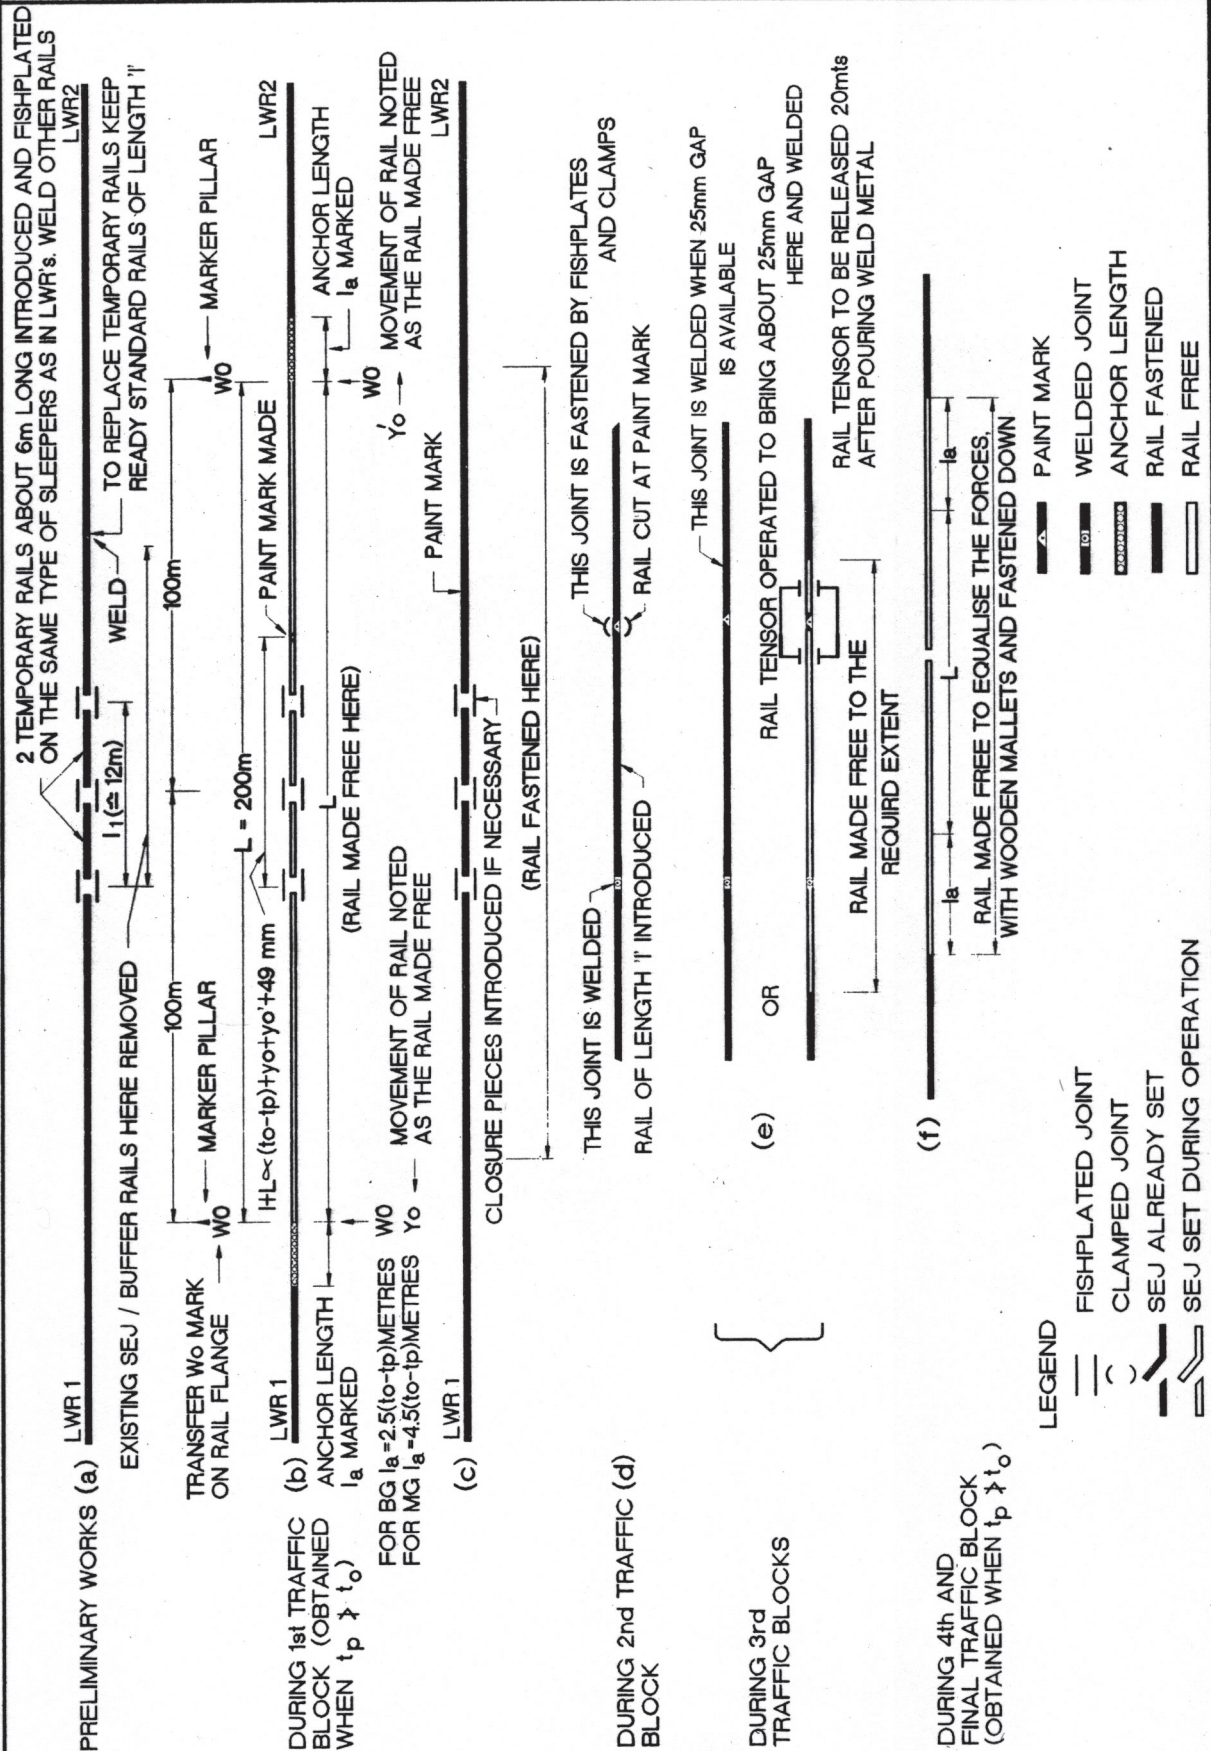 2 TEMPORARY RAILS ABOUT 6m LONG INTRODUCED AND FISHPLATED
ON THE SAME TYPE OF SLEEPERS AS IN LWR's. WELD OTHER RAILS
PRELIMINARY WORKS (a)
LWR 1
LWR2
l1(≏12m)
WELD
TO REPLACE TEMPORARY RAILS KEEP
READY STANDARD RAILS OF LENGTH 'l'
EXISTING SEJ / BUFFER RAILS HERE REMOVED
100m
100m
TRANSFER Wo MARK
ON RAIL FLANGE
WO
MARKER PILLAR
WO
MARKER PILLAR
L = 200m
l+L∝(to-tp)+yo+yo'+49 mm
PAINT MARK MADE
DURING 1st TRAFFIC
BLOCK (OBTAINED
WHEN tp ≯ to)
(b)
LWR 1
LWR2
ANCHOR LENGTH
la MARKED
L
(RAIL MADE FREE HERE)
ANCHOR LENGTH
la MARKED
FOR BG la=2.5(to-tp)METRES
FOR MG la=4.5(to-tp)METRES
WO
Yo
MOVEMENT OF RAIL NOTED
AS THE RAIL MADE FREE
WO
Yo'
MOVEMENT OF RAIL NOTED
AS THE RAIL MADE FREE
(c)
LWR 1
LWR2
PAINT MARK
CLOSURE PIECES INTRODUCED IF NECESSARY
(RAIL FASTENED HERE)
DURING 2nd TRAFFIC (d)
BLOCK
THIS JOINT IS WELDED
THIS JOINT IS FASTENED BY FISHPLATES
AND CLAMPS
RAIL OF LENGTH 'l' INTRODUCED
RAIL CUT AT PAINT MARK
DURING 3rd
TRAFFIC BLOCKS
(e)
OR
THIS JOINT IS WELDED WHEN 25mm GAP
IS AVAILABLE
RAIL TENSOR OPERATED TO BRING ABOUT 25mm GAP
HERE AND WELDED
RAIL MADE FREE TO THE
REQUIRD EXTENT
RAIL TENSOR TO BE RELEASED 20mts
AFTER POURING WELD METAL
DURING 4th AND
FINAL TRAFFIC BLOCK
(OBTAINED WHEN tp ≯ to)
(f)
la
L
la
RAIL MADE FREE TO EQUALISE THE FORCES,
WITH WOODEN MALLETS AND FASTENED DOWN
LEGEND
FISHPLATED JOINT
CLAMPED JOINT
SEJ ALREADY SET
SEJ SET DURING OPERATION
PAINT MARK
WELDED JOINT
ANCHOR LENGTH
RAIL FASTENED
RAIL FREE